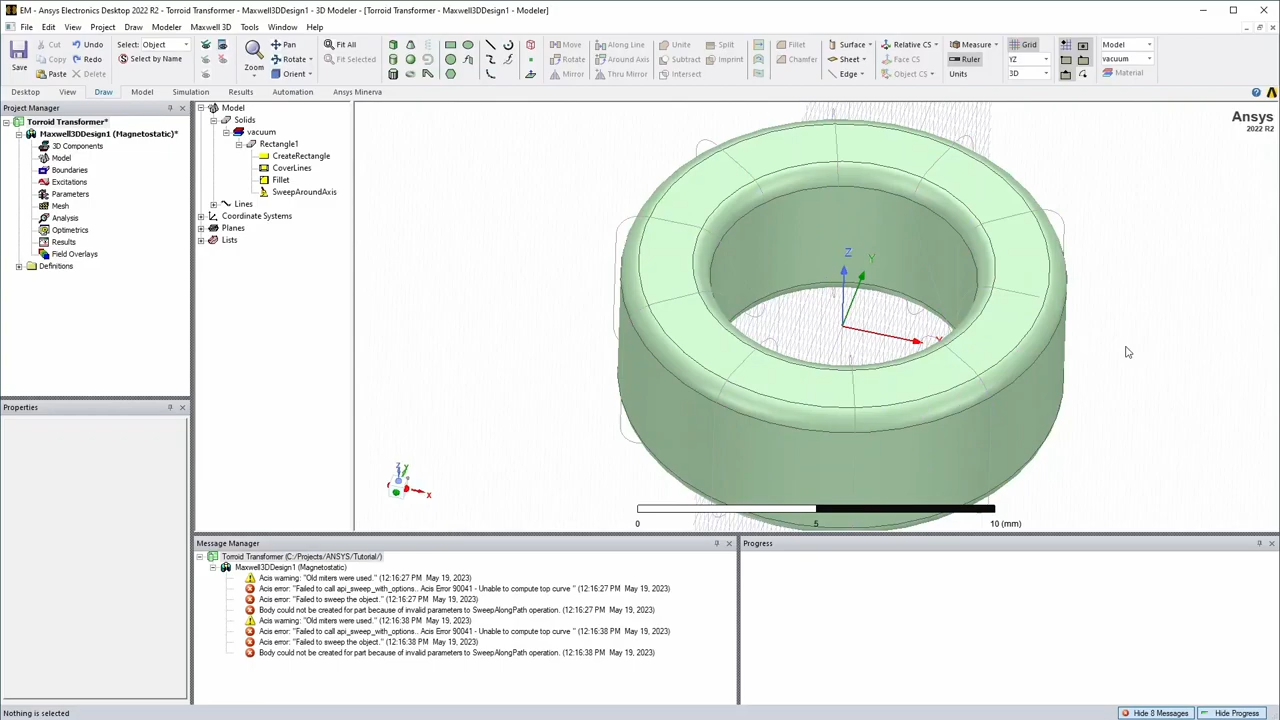 EM - Ansys Electronics Desktop 2022 R2 - Torroid Transformer - Maxwell3DDesign1 - 3D Modeler - [Torroid Transformer - Maxwell3DDesign1 - Modeler]
File Edit View Project Draw Modeler Maxwell 3D Tools Window Help
Save
Cut Undo
Copy Redo
Paste Delete
Select: Object
Select by Name
Zoom
Pan Fit All
Rotate Fit Selected
Orient
Move Along Line
Rotate Around Axis
Mirror Thru Mirror
Unite Split
Subtract Imprint
Intersect
Fillet
Chamfer
Surface Relative CS
Sheet Face CS
Edge Object CS
Measure Grid
Ruler YZ
Units 3D
Model
vacuum
Material
Desktop View Draw Model Simulation Results Automation Ansys Minerva
Project Manager
Torroid Transformer*
Maxwell3DDesign1 (Magnetostatic)*
3D Components
Model
Boundaries
Excitations
Parameters
Mesh
Analysis
Optimetrics
Results
Field Overlays
Definitions
Model
Solids
vacuum
Rectangle1
CreateRectangle
CoverLines
Fillet
SweepAroundAxis
Lines
Coordinate Systems
Planes
Lists
Ansys
2022 R2
Z
Y
X
0 5 10 (mm)
Properties
Message Manager
Torroid Transformer (C:/Projects/ANSYS/Tutorial/)
Maxwell3DDesign1 (Magnetostatic)
Acis warning: "Old miters were used." (12:16:27 PM May 19, 2023)
Acis error: "Failed to call api_sweep_with_options.. Acis Error 90041 - Unable to compute top curve " (12:16:27 PM May 19, 2023)
Acis error: "Failed to sweep the object." (12:16:27 PM May 19, 2023)
Body could not be created for part because of invalid parameters to SweepAlongPath operation. (12:16:27 PM May 19, 2023)
Acis warning: "Old miters were used." (12:16:38 PM May 19, 2023)
Acis error: "Failed to call api_sweep_with_options.. Acis Error 90041 - Unable to compute top curve " (12:16:38 PM May 19, 2023)
Acis error: "Failed to sweep the object." (12:16:38 PM May 19, 2023)
Body could not be created for part because of invalid parameters to SweepAlongPath operation. (12:16:38 PM May 19, 2023)
Progress
Nothing is selected
Hide 8 Messages
Hide Progress